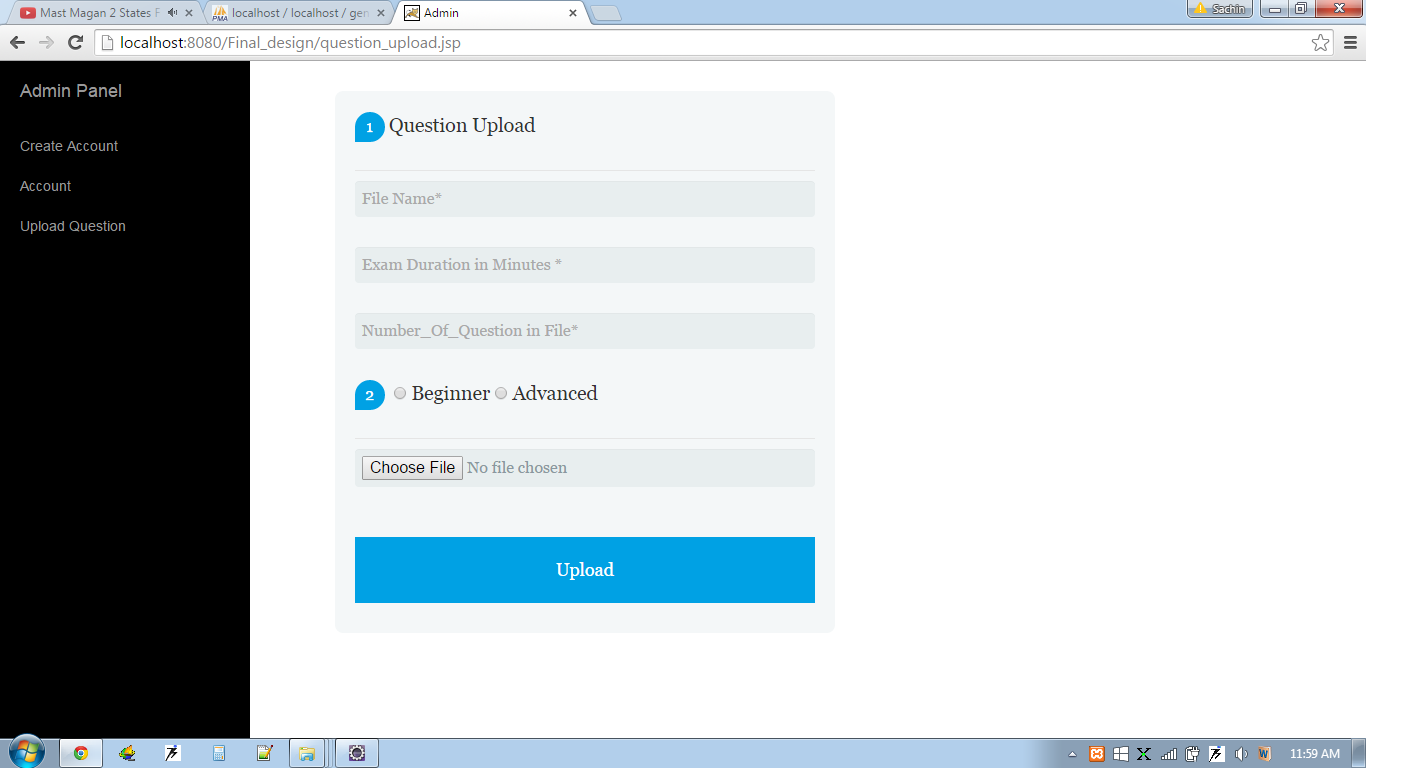 Mast Magan 2 States F
localhost / localhost / gen
Admin
Sachin
localhost:8080/Final_design/question_upload.jsp
Admin Panel
Create Account
Account
Upload Question
1 Question Upload
File Name*
Exam Duration in Minutes *
Number_Of_Question in File*
2 Beginner Advanced
Choose File No file chosen
Upload
11:59 AM